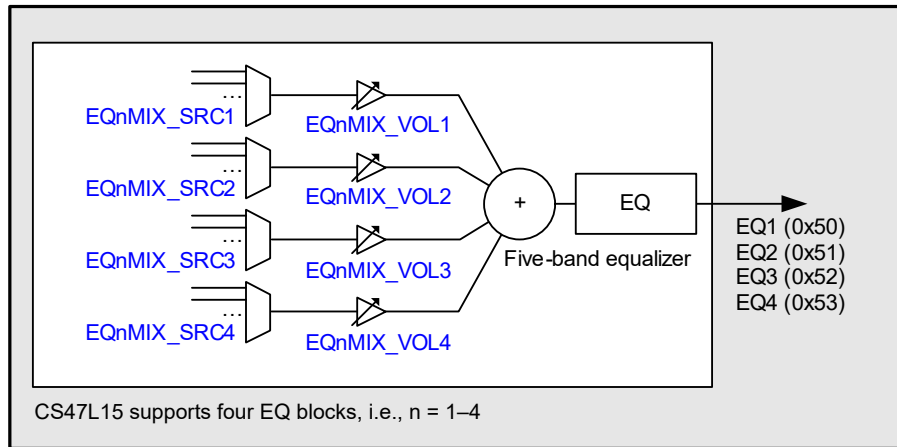 ...
EQnMIX_SRC1
EQnMIX_VOL1
...
EQnMIX_SRC2
EQnMIX_VOL2
...
EQnMIX_SRC3
EQnMIX_VOL3
...
EQnMIX_SRC4
EQnMIX_VOL4
+
EQ
Five-band equalizer
EQ1 (0x50)
EQ2 (0x51)
EQ3 (0x52)
EQ4 (0x53)
CS47L15 supports four EQ blocks, i.e., n = 1–4